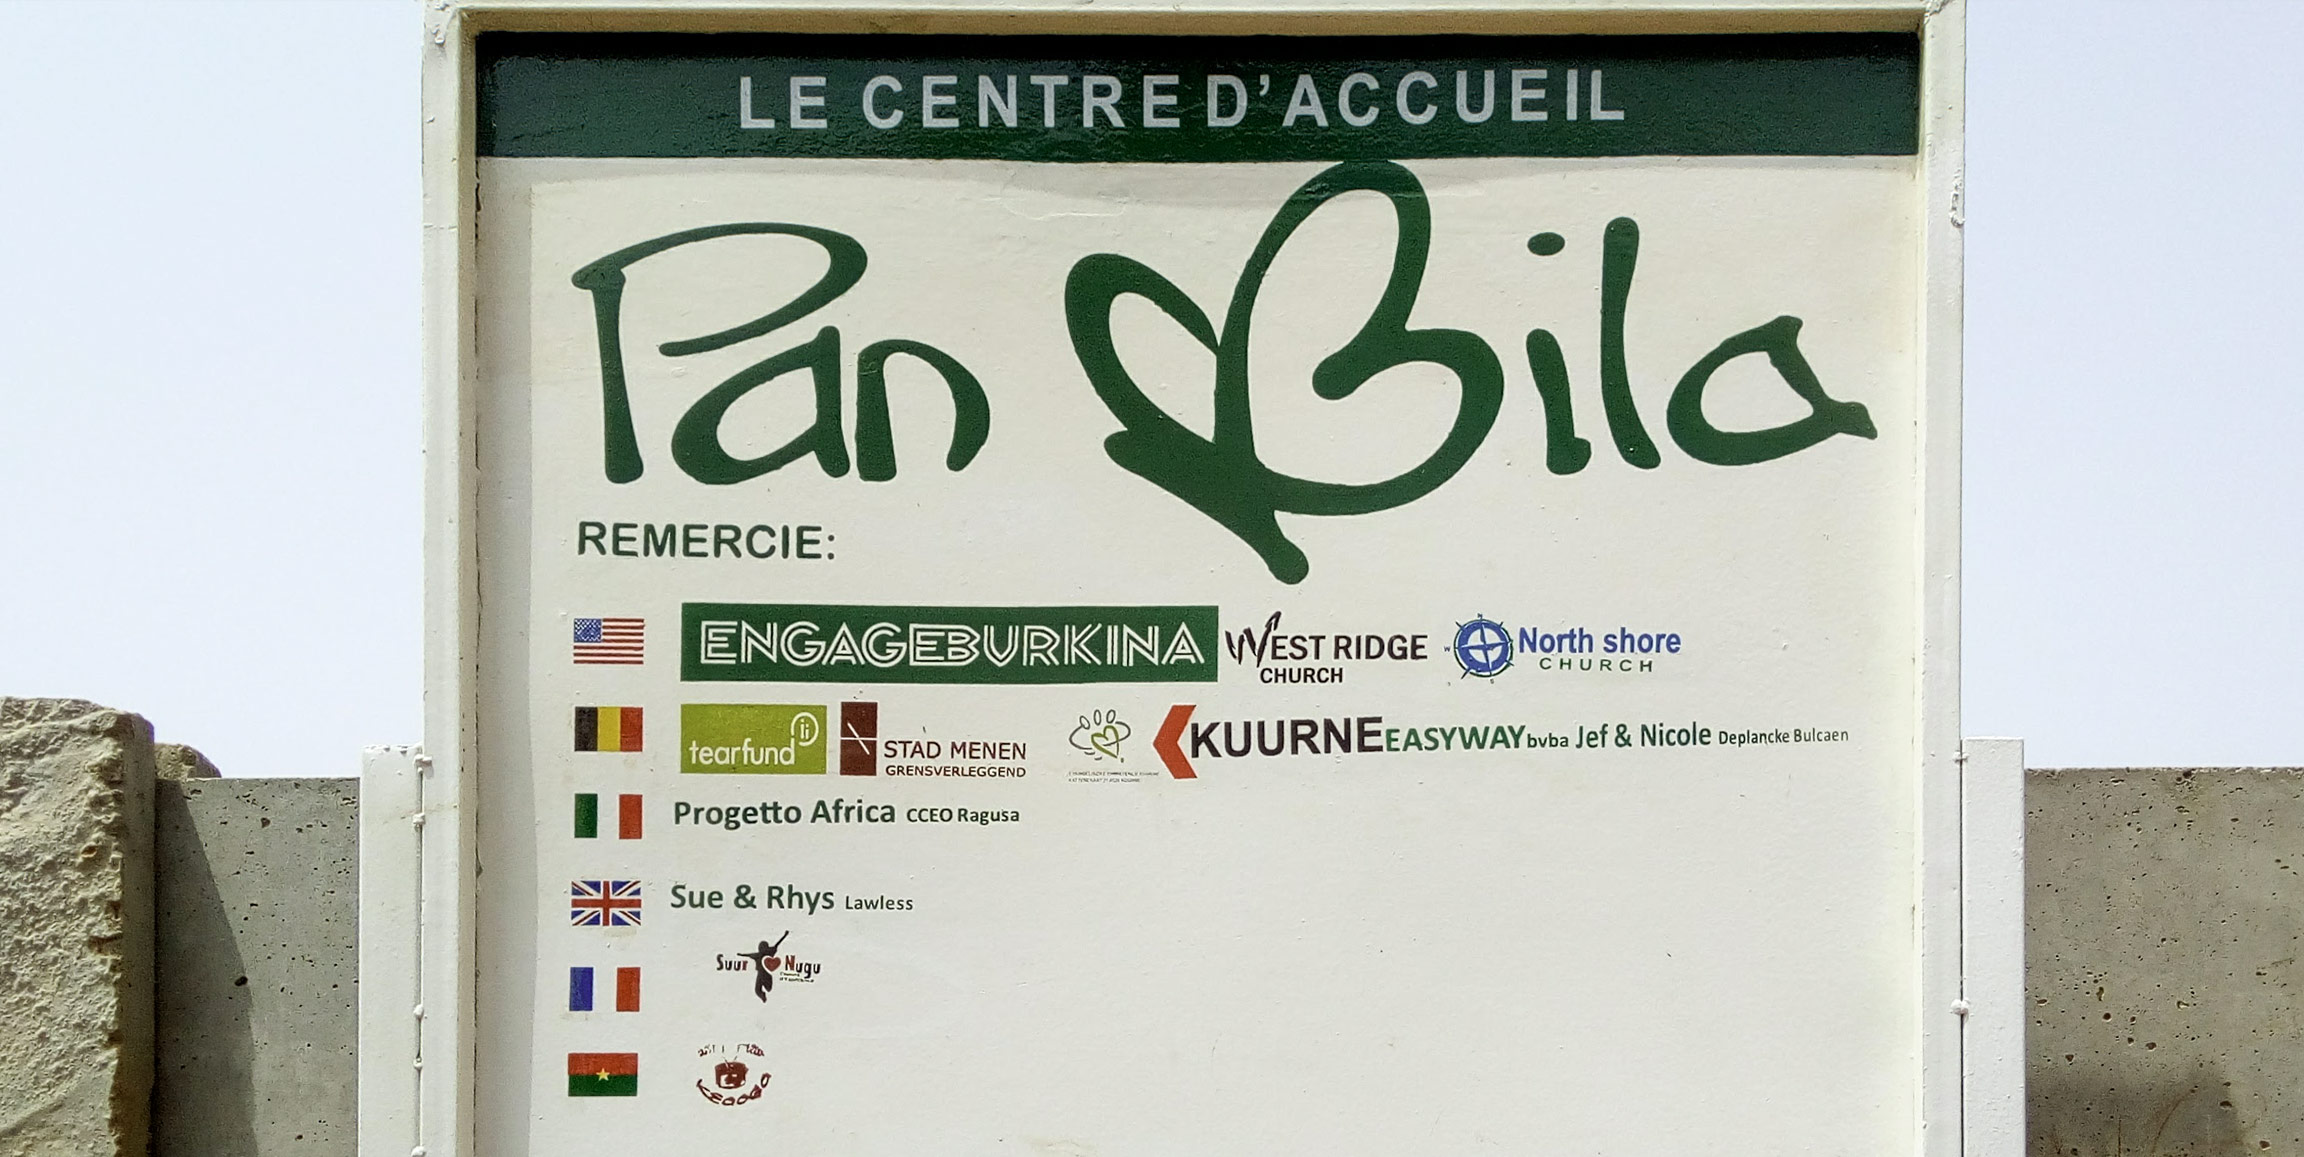 LE CENTRE D'ACCUEIL
Pan Bila
REMERCIE:
ENGAGEBURKINA WEST RIDGE CHURCH North shore CHURCH
tearfund STAD MENEN GRENSVERLEGGEND KUURNE EASYWAY bvba Jef & Nicole Deplancke Bulcaen
Progetto Africa CCEO Ragusa
Sue & Rhys Lawless
Suur Nugu